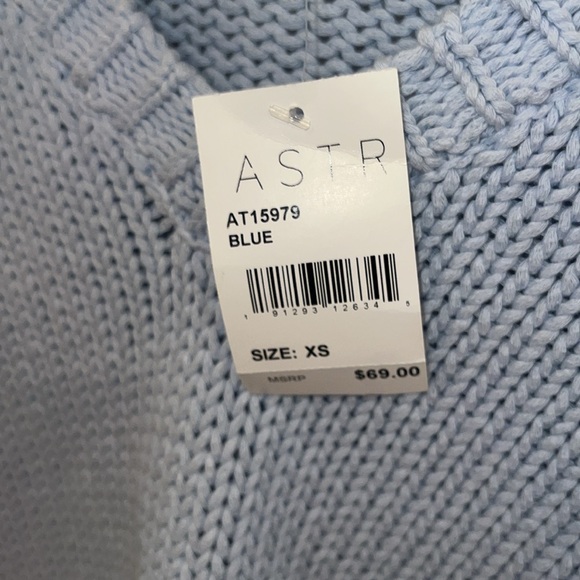 ASTR
AT15979
BLUE
1 91293 12634 5
SIZE: XS
MSRP $69.00